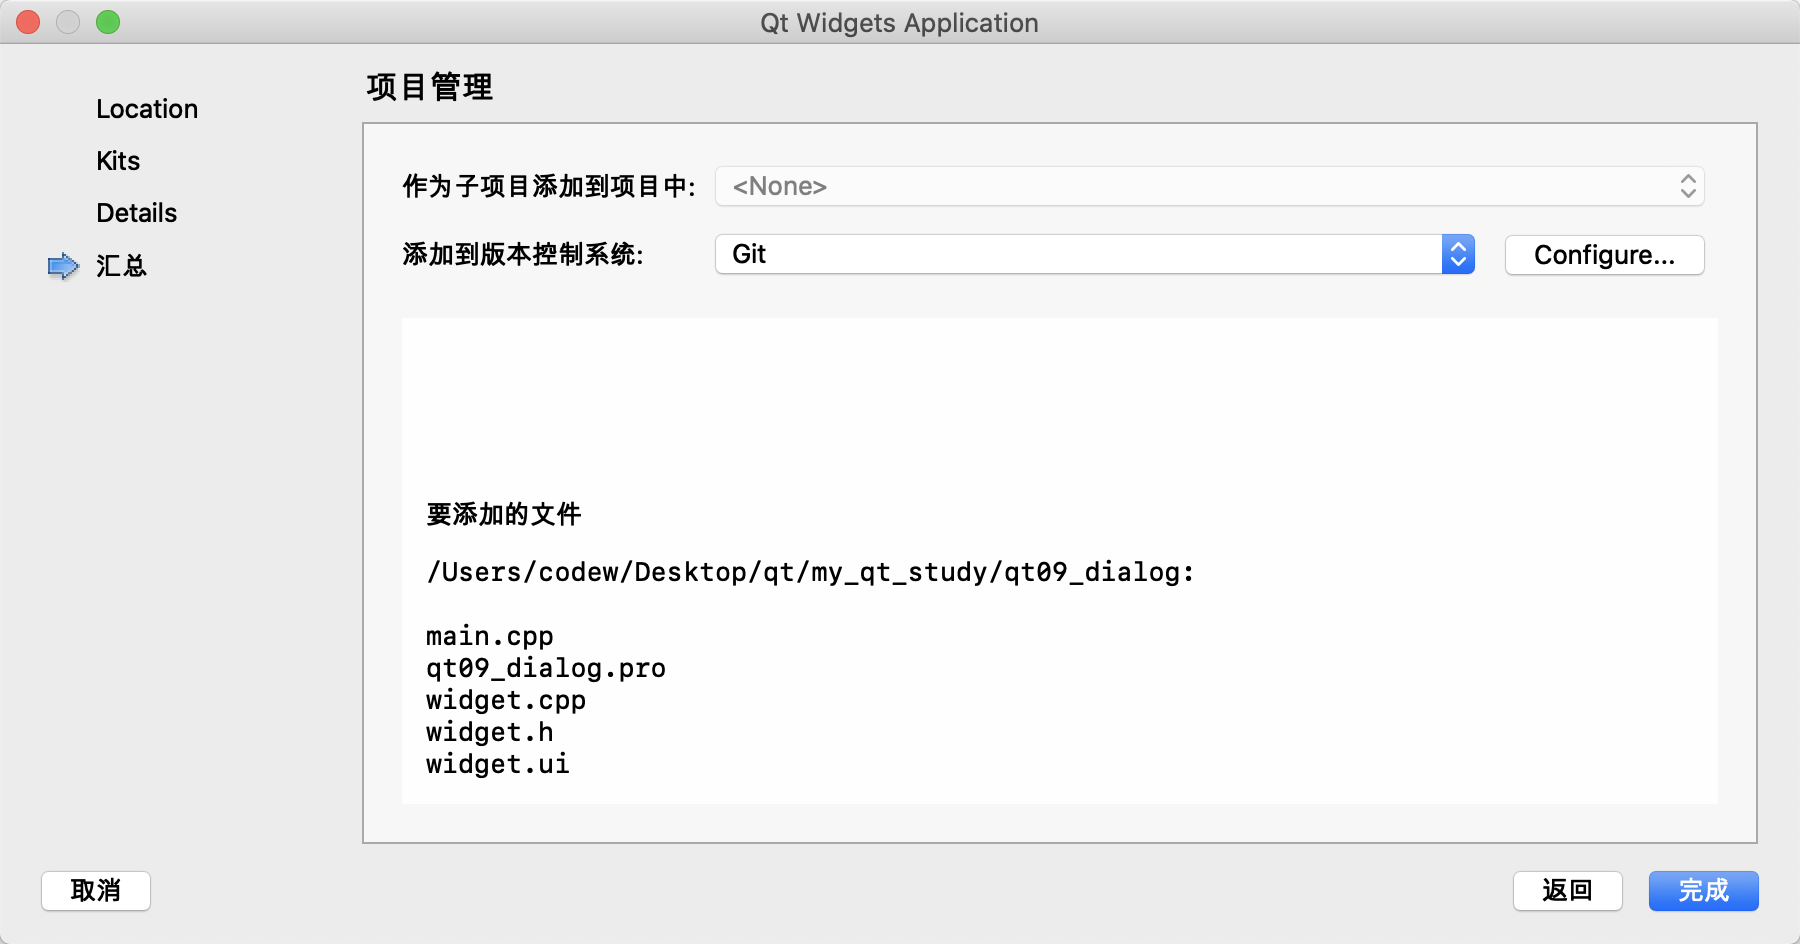 Qt Widgets Application
Location
Kits
Details
汇总
项目管理
作为子项目添加到项目中: <None>
添加到版本控制系统: Git Configure...
要添加的文件
/Users/codew/Desktop/qt/my_qt_study/qt09_dialog:
main.cpp
qt09_dialog.pro
widget.cpp
widget.h
widget.ui
取消 返回 完成